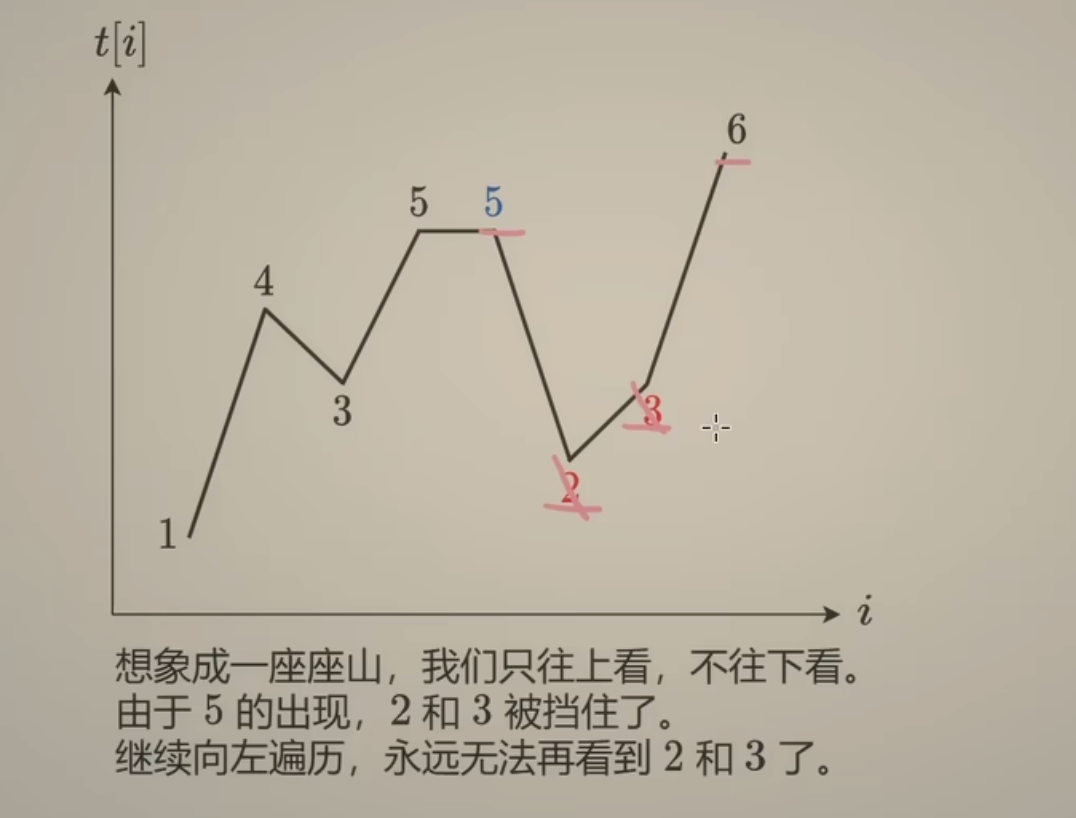 t[i]
6
5 5
4
3 3
2
1
i
想象成一座座山，我们只往上看，不往下看。
由于 5 的出现，2 和 3 被挡住了。
继续向左遍历，永远无法再看到 2 和 3 了。